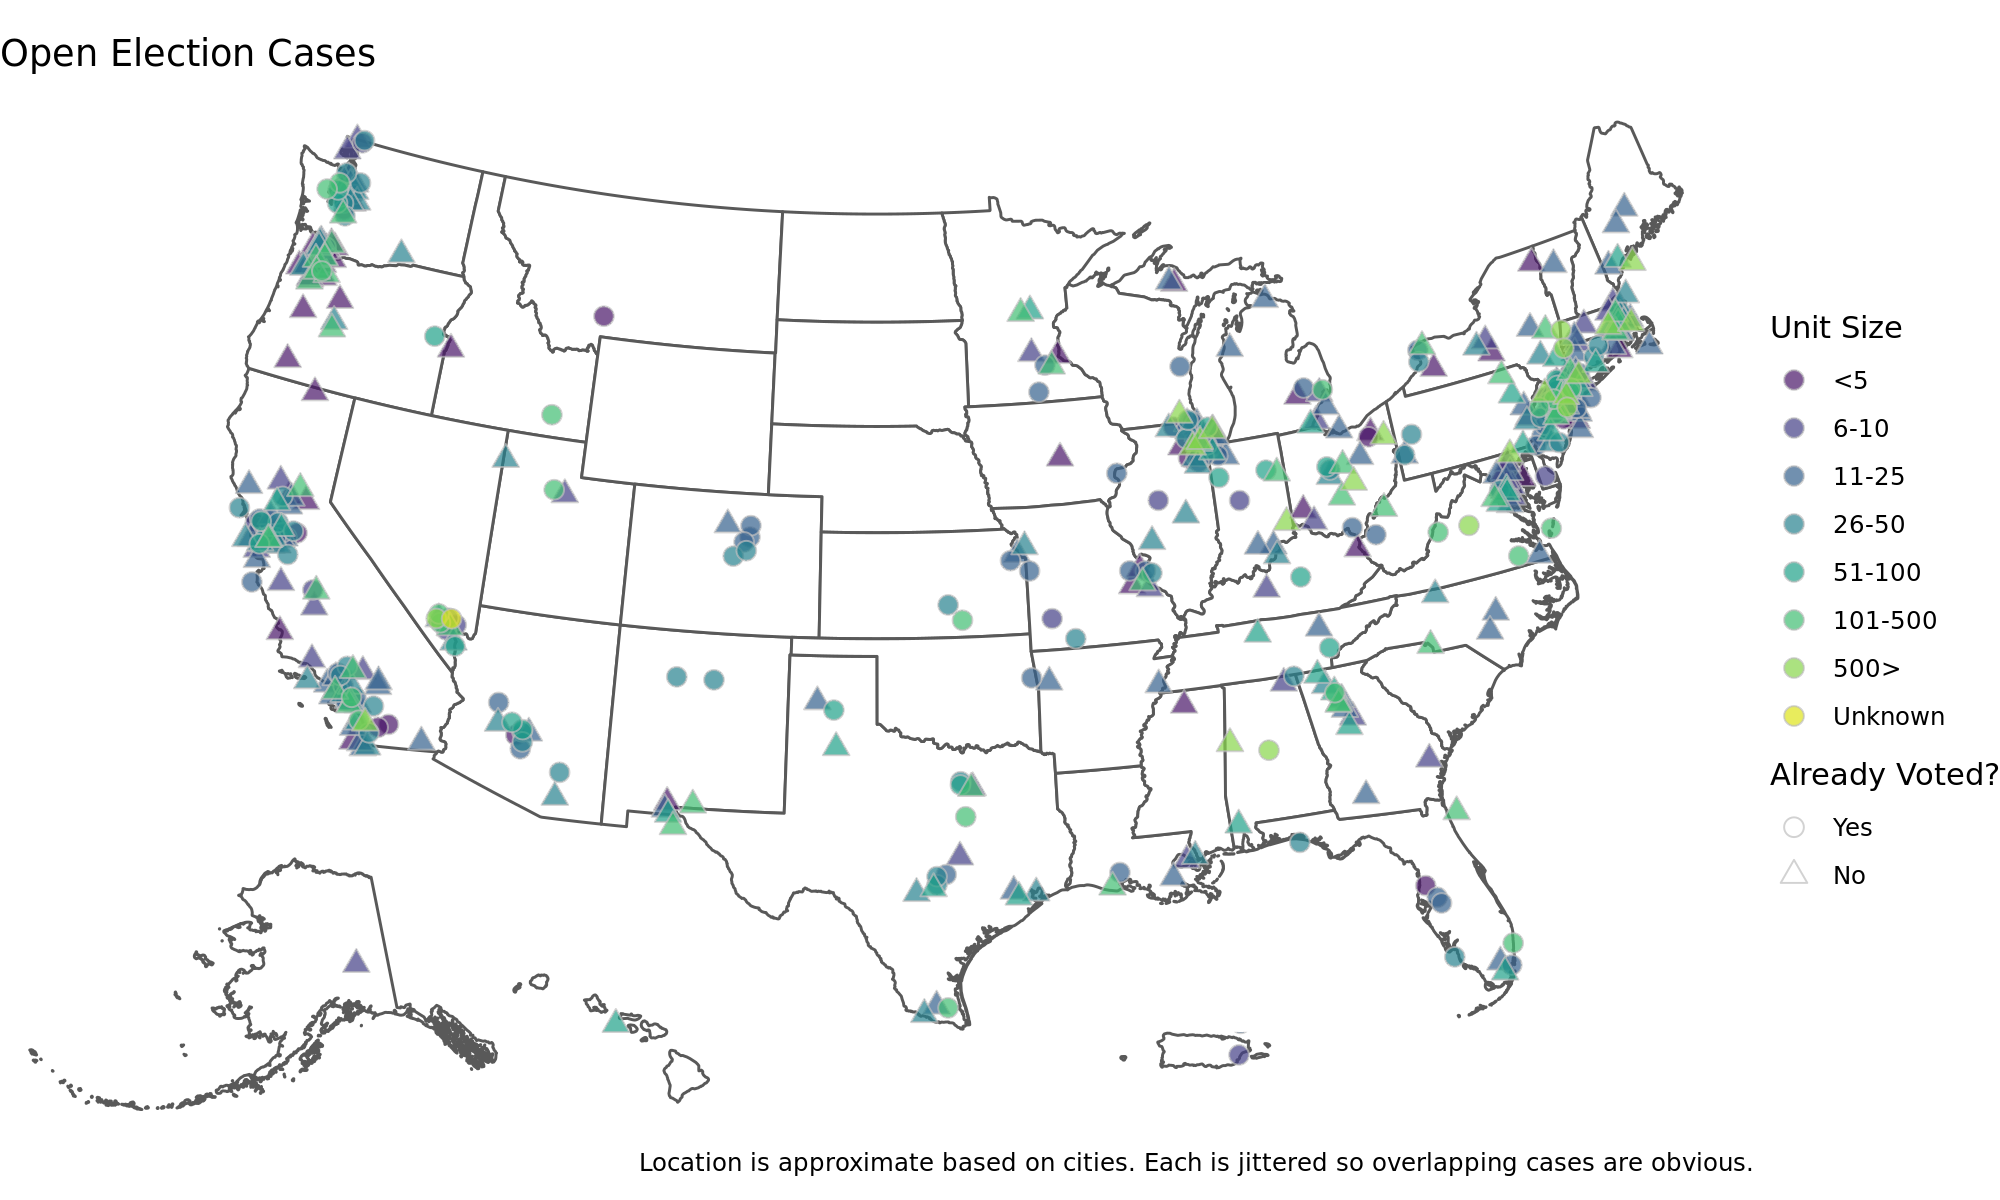 Open Election Cases
Unit Size
<5
6-10
11-25
26-50
51-100
101-500
500>
Unknown
Already Voted?
Yes
No
Location is approximate based on cities. Each is jittered so overlapping cases are obvious.